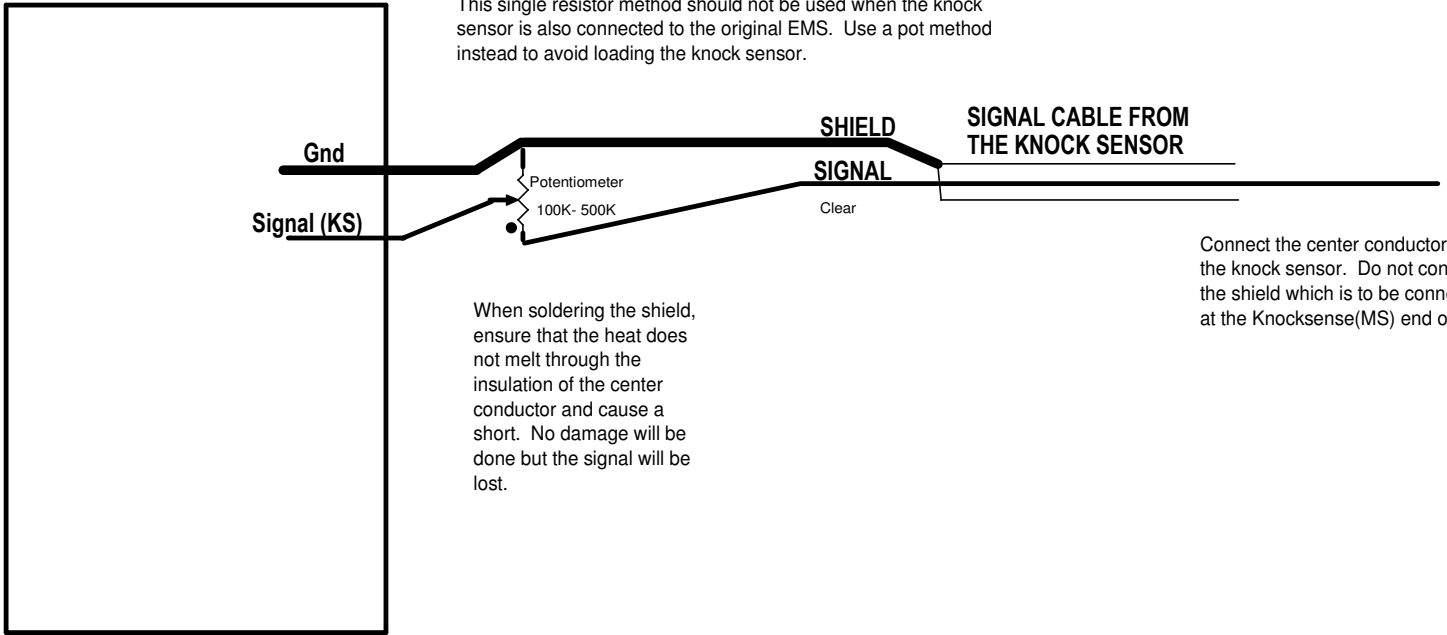 This single resistor method should not be used when the knock
sensor is also connected to the original EMS. Use a pot method
instead to avoid loading the knock sensor.
SHIELD
SIGNAL CABLE FROM
THE KNOCK SENSOR
Gnd
SIGNAL
Potentiometer
100K- 500K
Clear
Signal (KS)
Connect the center conductor
the knock sensor. Do not con
the shield which is to be conne
at the Knocksense(MS) end o
When soldering the shield,
ensure that the heat does
not melt through the
insulation of the center
conductor and cause a
short. No damage will be
done but the signal will be
lost.